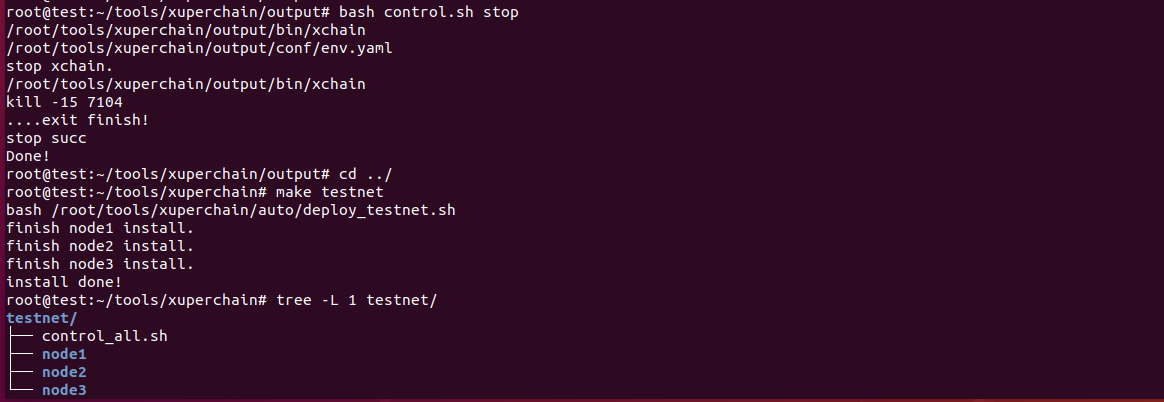 root@test:~/tools/xuperchain/output# bash control.sh stop
/root/tools/xuperchain/output/bin/xchain
/root/tools/xuperchain/output/conf/env.yaml
stop xchain.
/root/tools/xuperchain/output/bin/xchain
kill -15 7104
....exit finish!
stop succ
Done!
root@test:~/tools/xuperchain/output# cd ../
root@test:~/tools/xuperchain# make testnet
bash /root/tools/xuperchain/auto/deploy_testnet.sh
finish node1 install.
finish node2 install.
finish node3 install.
install done!
root@test:~/tools/xuperchain# tree -L 1 testnet/
testnet/
├── control_all.sh
├── node1
├── node2
└── node3